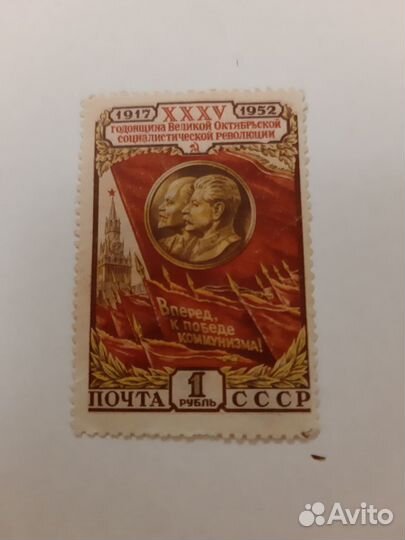 1917 XXXV 1952
годовщина Великой Октябрьской
социалистической революции
Вперед,
к победе
коммунизма!
1
рубль
ПОЧТА СССР
Avito